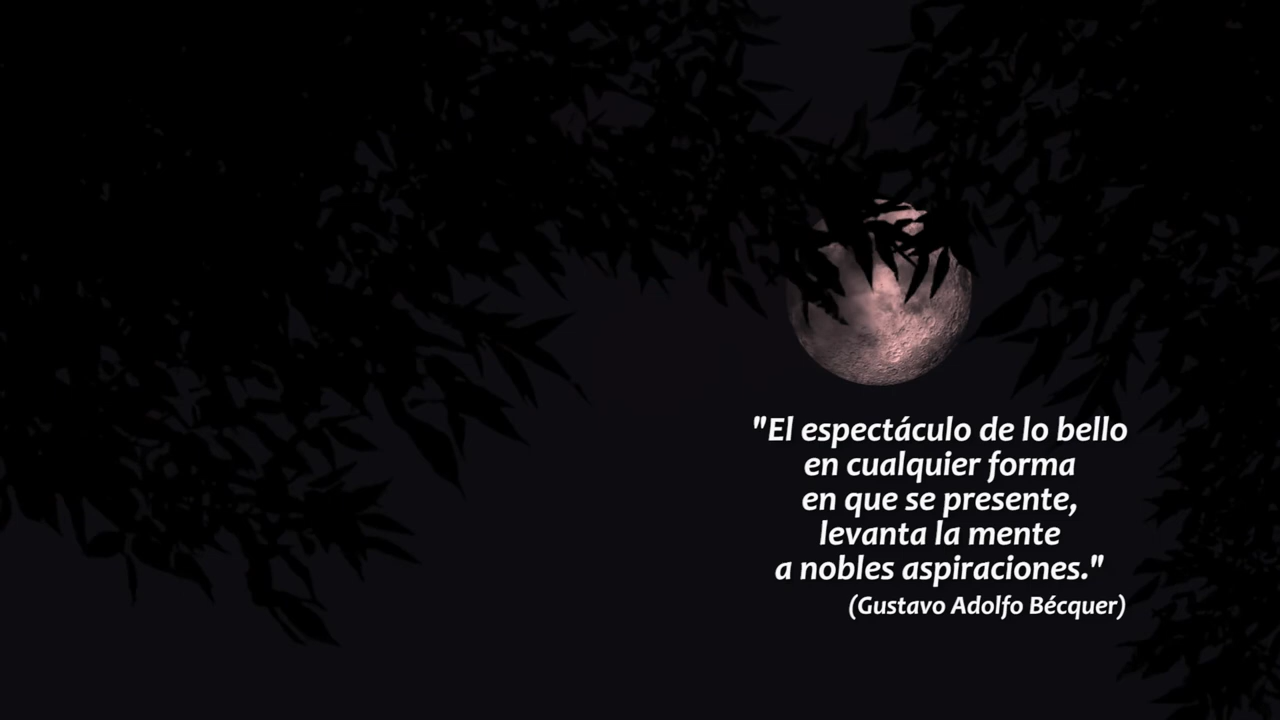 "El espectáculo de lo bello
en cualquier forma
en que se presente,
levanta la mente
a nobles aspiraciones."
(Gustavo Adolfo Bécquer)